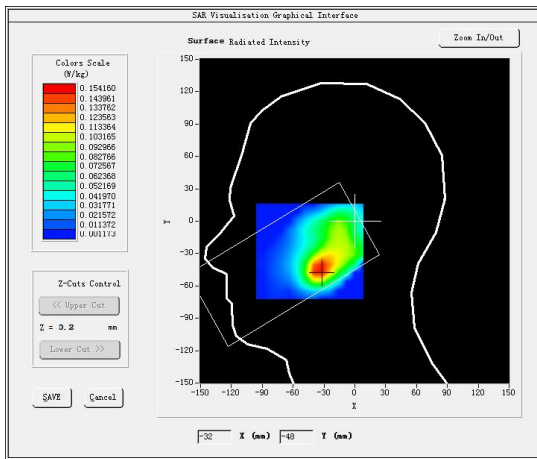 SAR Visualisation Graphical Interface
Surface Radiated Intensity
Zoom In/Out
Colors Scale
(W/kg)
0.154160
0.143961
0.133762
0.123563
0.113364
0.103165
0.092966
0.082766
0.072567
0.062368
0.052169
0.041970
0.031771
0.021572
0.011372
0.001173
Z-Cuts Control
<< Upper Cut
Z = 3.2 mm
Lower Cut >>
SAVE
Cancel
150
120
90
60
30
0
-30
-60
-90
-120
-150
Y
-150 -120 -90 -60 -30 0 30 60 90 120 150
X
-32 X (mm) -48 Y (mm)